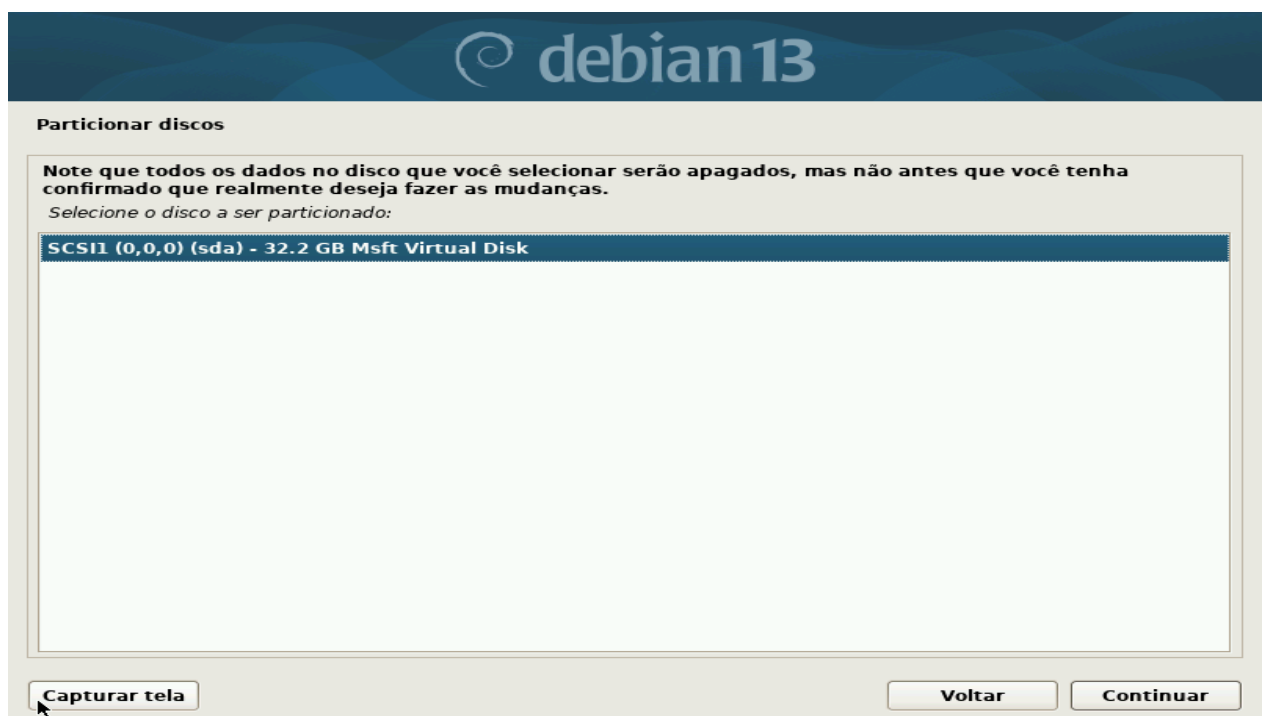 debian 13
Particionar discos
Note que todos os dados no disco que você selecionar serão apagados, mas não antes que você tenha
confirmado que realmente deseja fazer as mudanças.
Selecione o disco a ser particionado:
SCSI1 (0,0,0) (sda) - 32.2 GB Msft Virtual Disk
Capturar tela
Voltar
Continuar